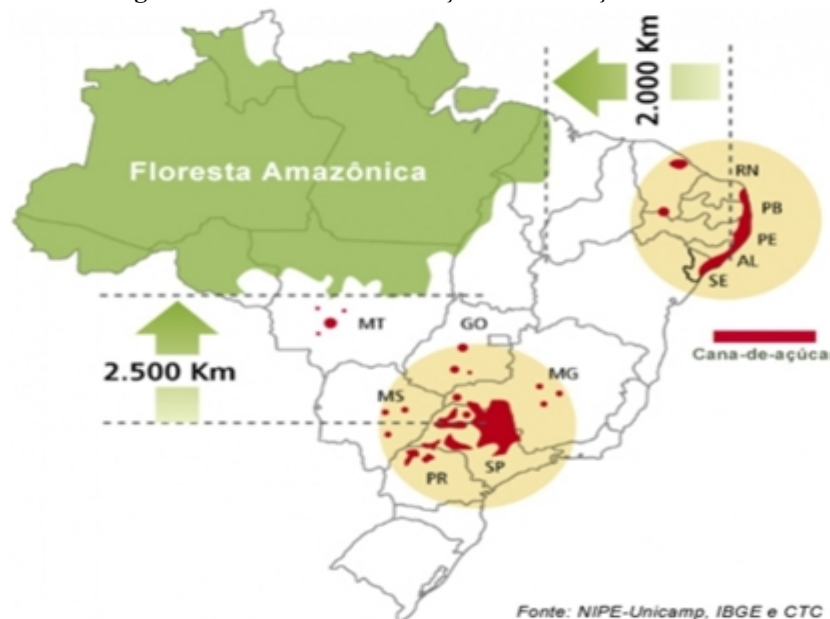 2.000 Km
Floresta Amazônica
RN
PB
PE
AL
SE
Cana-de-açúcar
MT
GO
2.500 Km
MS
MG
SP
PR
Fonte: NIPE-Unicamp, IBGE e CTC